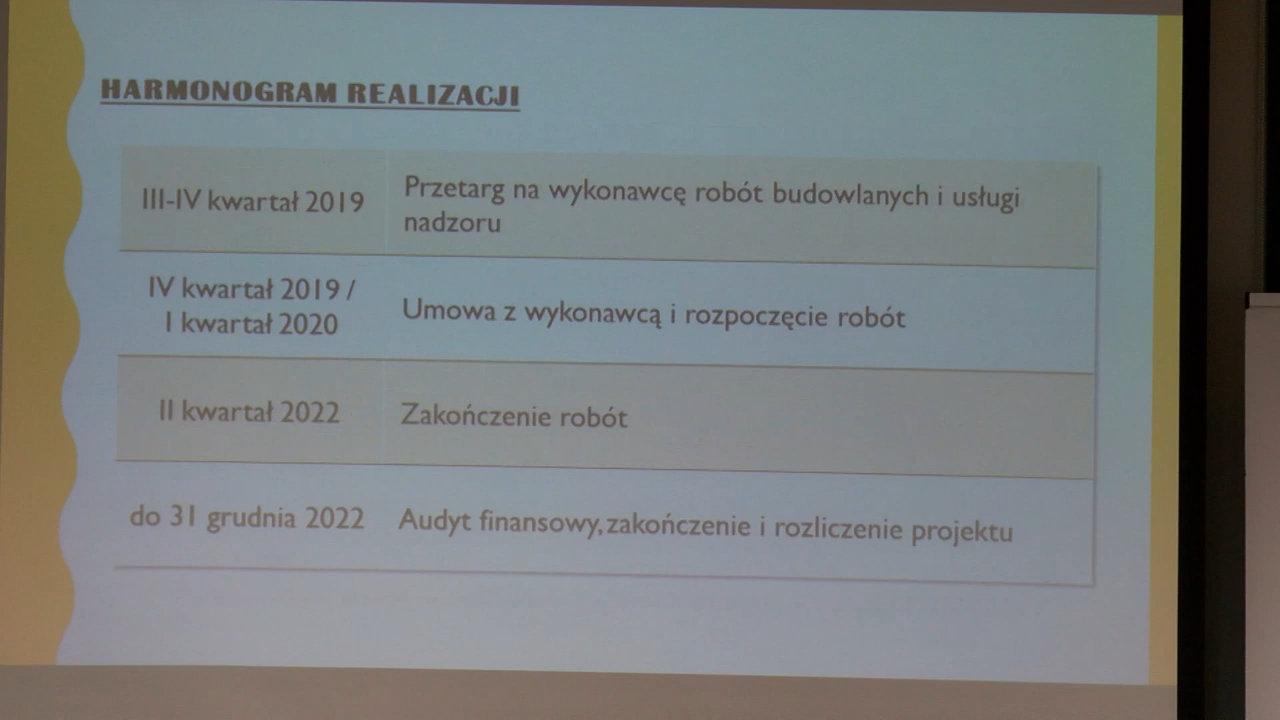 HARMONOGRAM REALIZACJI
III-IV kwartał 2019
Przetarg na wykonawcę robót budowlanych i usługi
nadzoru
IV kwartał 2019 /
I kwartał 2020
Umowa z wykonawcą i rozpoczęcie robót
II kwartał 2022
Zakończenie robót
do 31 grudnia 2022
Audyt finansowy, zakończenie i rozliczenie projektu